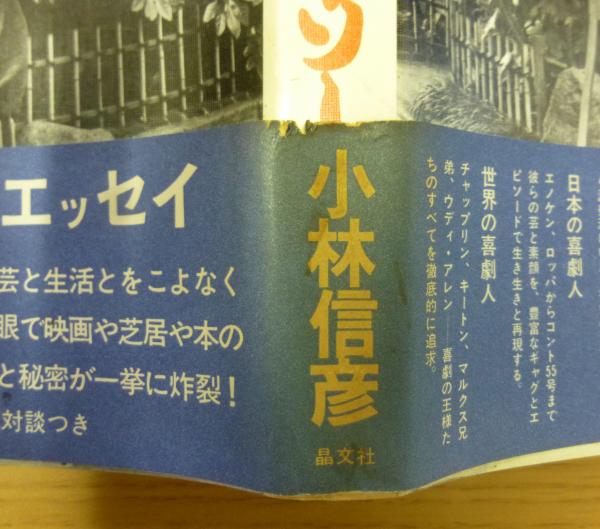 ソー
エッセイ
芸と生活とをこよなく
眼で映画や芝居や本の
と秘密が一挙に炸裂！
対談つき
小林信彦
晶文社
日本の喜劇人
エノケン、ロッパからコント55号まで
彼らの芸と素顔を、豊富なギャグとエ
ピソードで生き生きと再現する。
世界の喜劇人
チャップリン、キートン、マルクス兄
弟、ウディ・アレン──喜劇の王様た
ちのすべてを徹底的に追求。